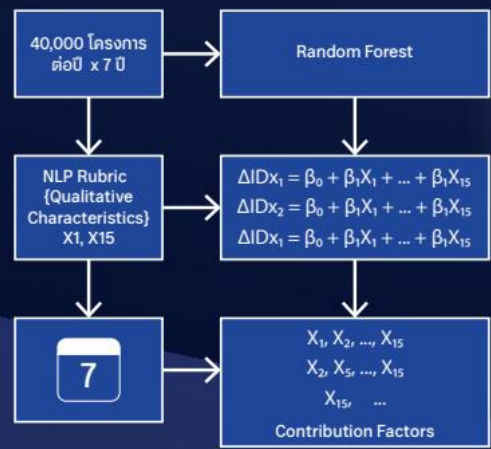 40,000 โครงการ
ต่อปี x 7 ปี
Random Forest
NLP Rubric
{Qualitative
Characteristics}
X1, X15
ΔIDx₁ = β₀ + β₁X₁ + ... + β₁X₁₅
ΔIDx₂ = β₀ + β₁X₁ + ... + β₁X₁₅
ΔIDx₁ = β₀ + β₁X₁ + ... + β₁X₁₅
7
X₁, X₂, ..., X₁₅
X₂, X₅, ..., X₁₅
X₁₅, ...
Contribution Factors